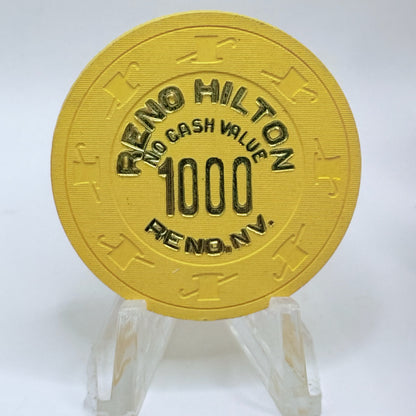 RENO HILTON
NO CASH VALUE
1000
RENO, NV.